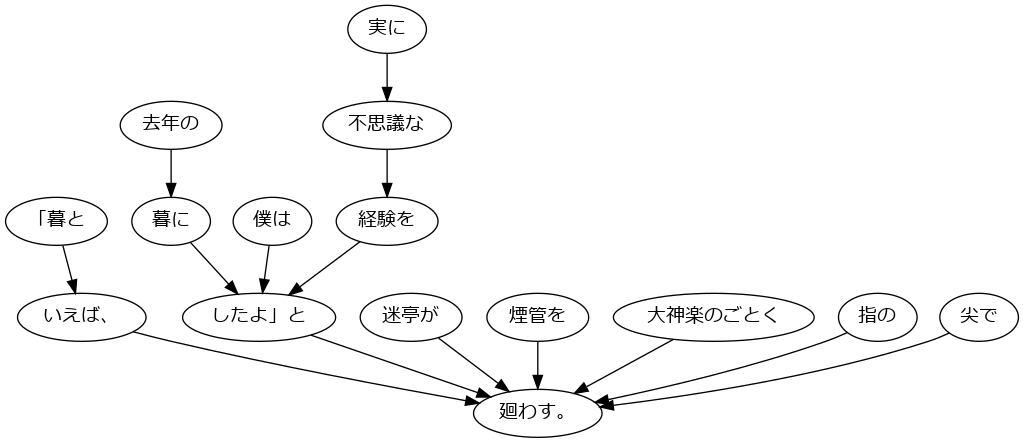 実に
去年の
不思議な
「暮と
暮に
僕は
経験を
いえば、
したよ」と
迷亭が
煙管を
大神楽のごとく
指の
尖で
廻わす。